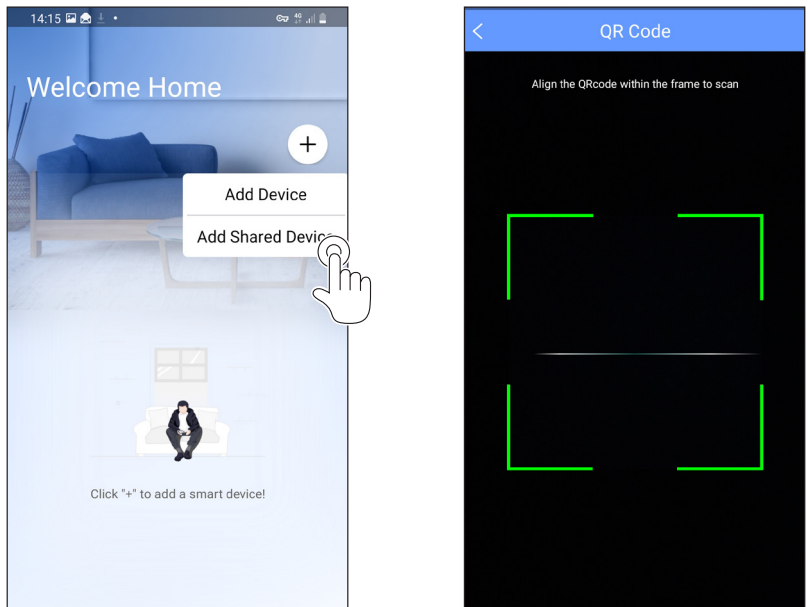 14:15
4G
Welcome Home
+
Add Device
Add Shared Device
Click "+" to add a smart device!
QR Code
Align the QRcode within the frame to scan